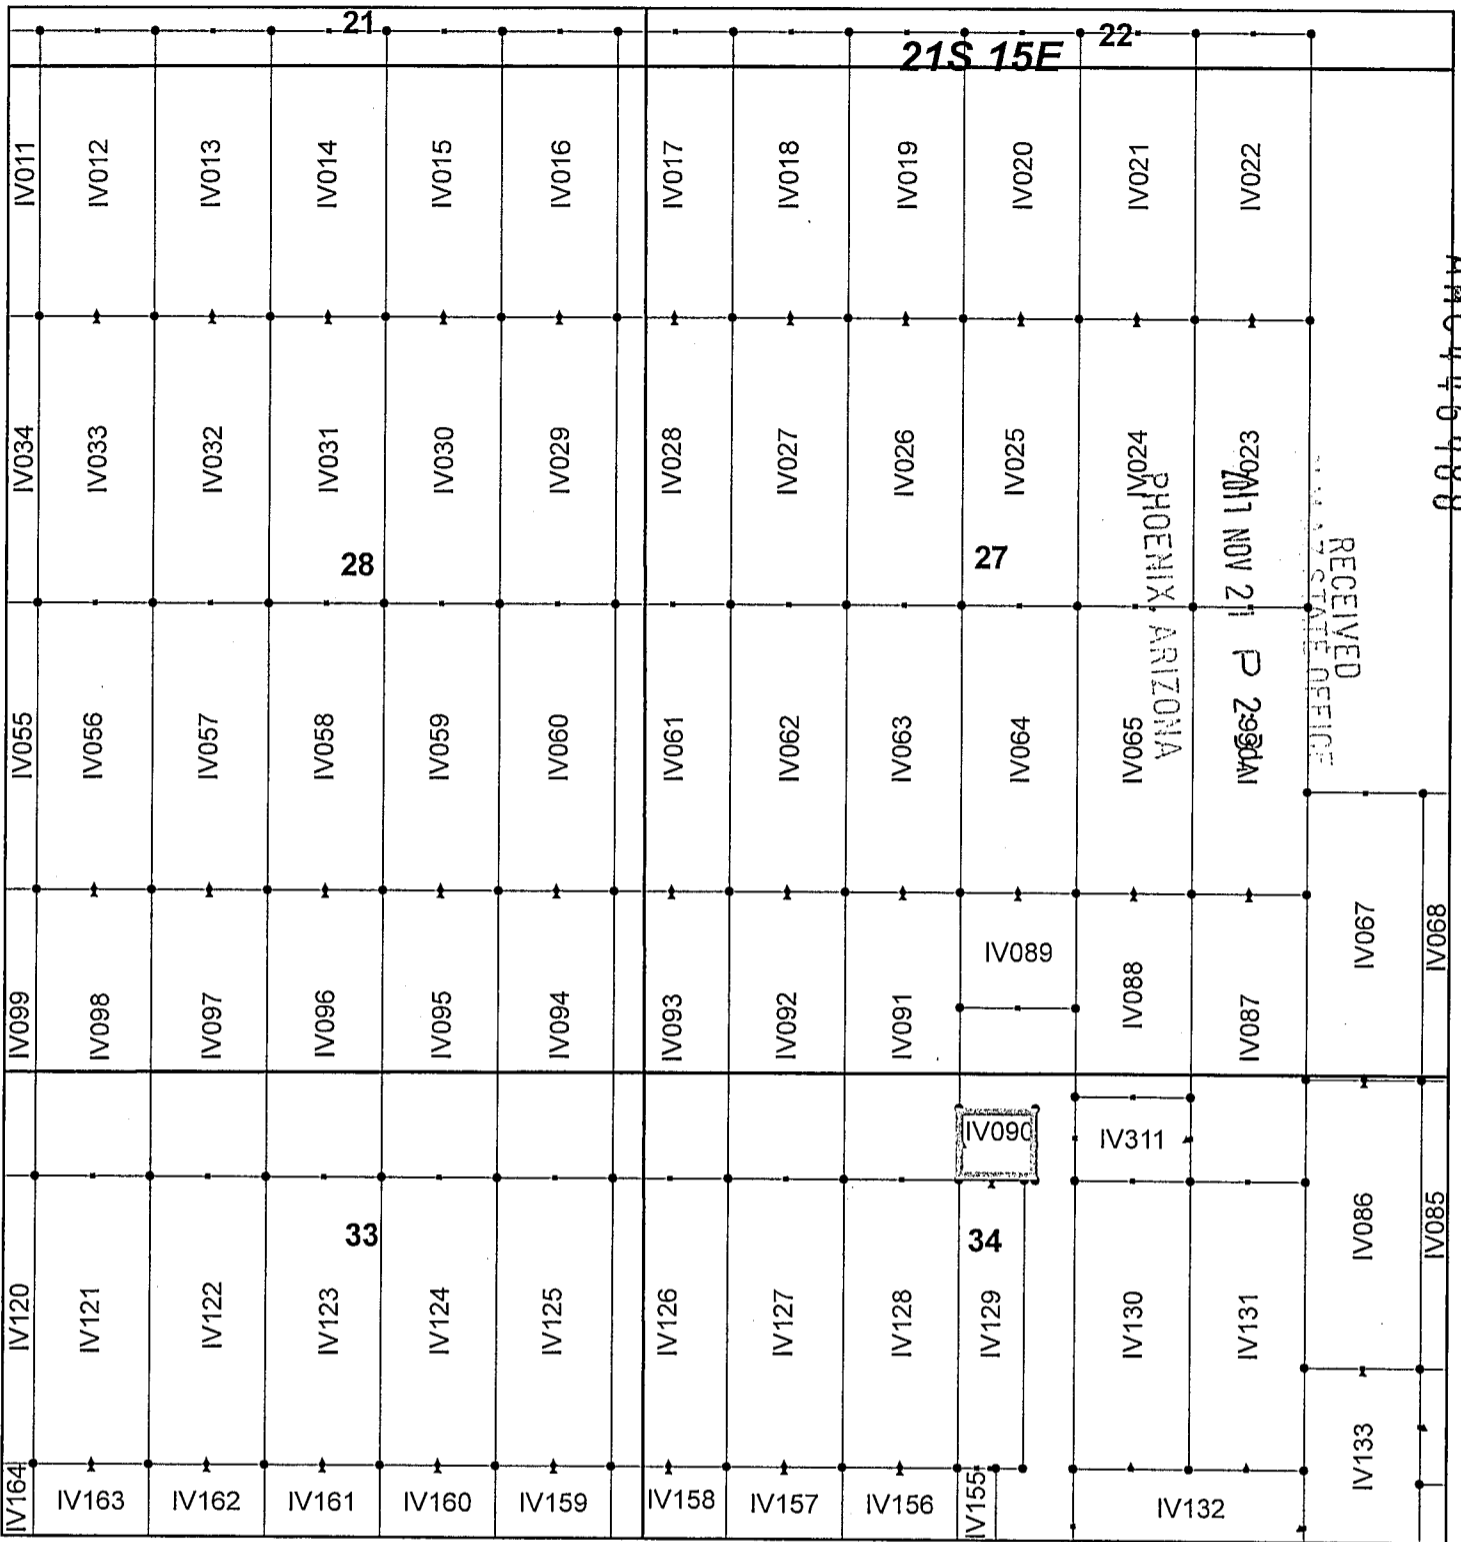 21 22
21S 15E
IV011 IV012 IV013 IV014 IV015 IV016 IV017 IV018 IV019 IV020 IV021 IV022
IV034 IV033 IV032 IV031 IV030 IV029 IV028 IV027 IV026 IV025 IV024 IV023
28 27
RECEIVED
STATE OFFICE
2011 NOV 21 P 2:
PHOENIX, ARIZONA
IV055 IV056 IV057 IV058 IV059 IV060 IV061 IV062 IV063 IV064 IV065
IV067 IV068
IV089
IV099 IV098 IV097 IV096 IV095 IV094 IV093 IV092 IV091 IV088 IV087
IV090 IV311
33 34
IV086 IV085
IV120 IV121 IV122 IV123 IV124 IV125 IV126 IV127 IV128 IV129 IV130 IV131
IV133
IV164 IV163 IV162 IV161 IV160 IV159 IV158 IV157 IV156 IV155 IV132